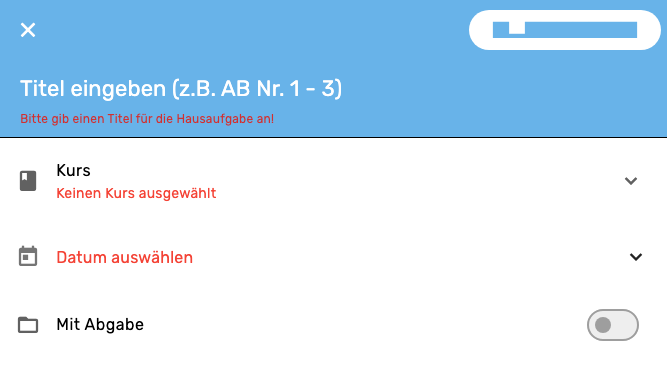 Titel eingeben (z.B. AB Nr. 1 - 3)
Bitte gib einen Titel für die Hausaufgabe an!
Kurs
Keinen Kurs ausgewählt
Datum auswählen
Mit Abgabe